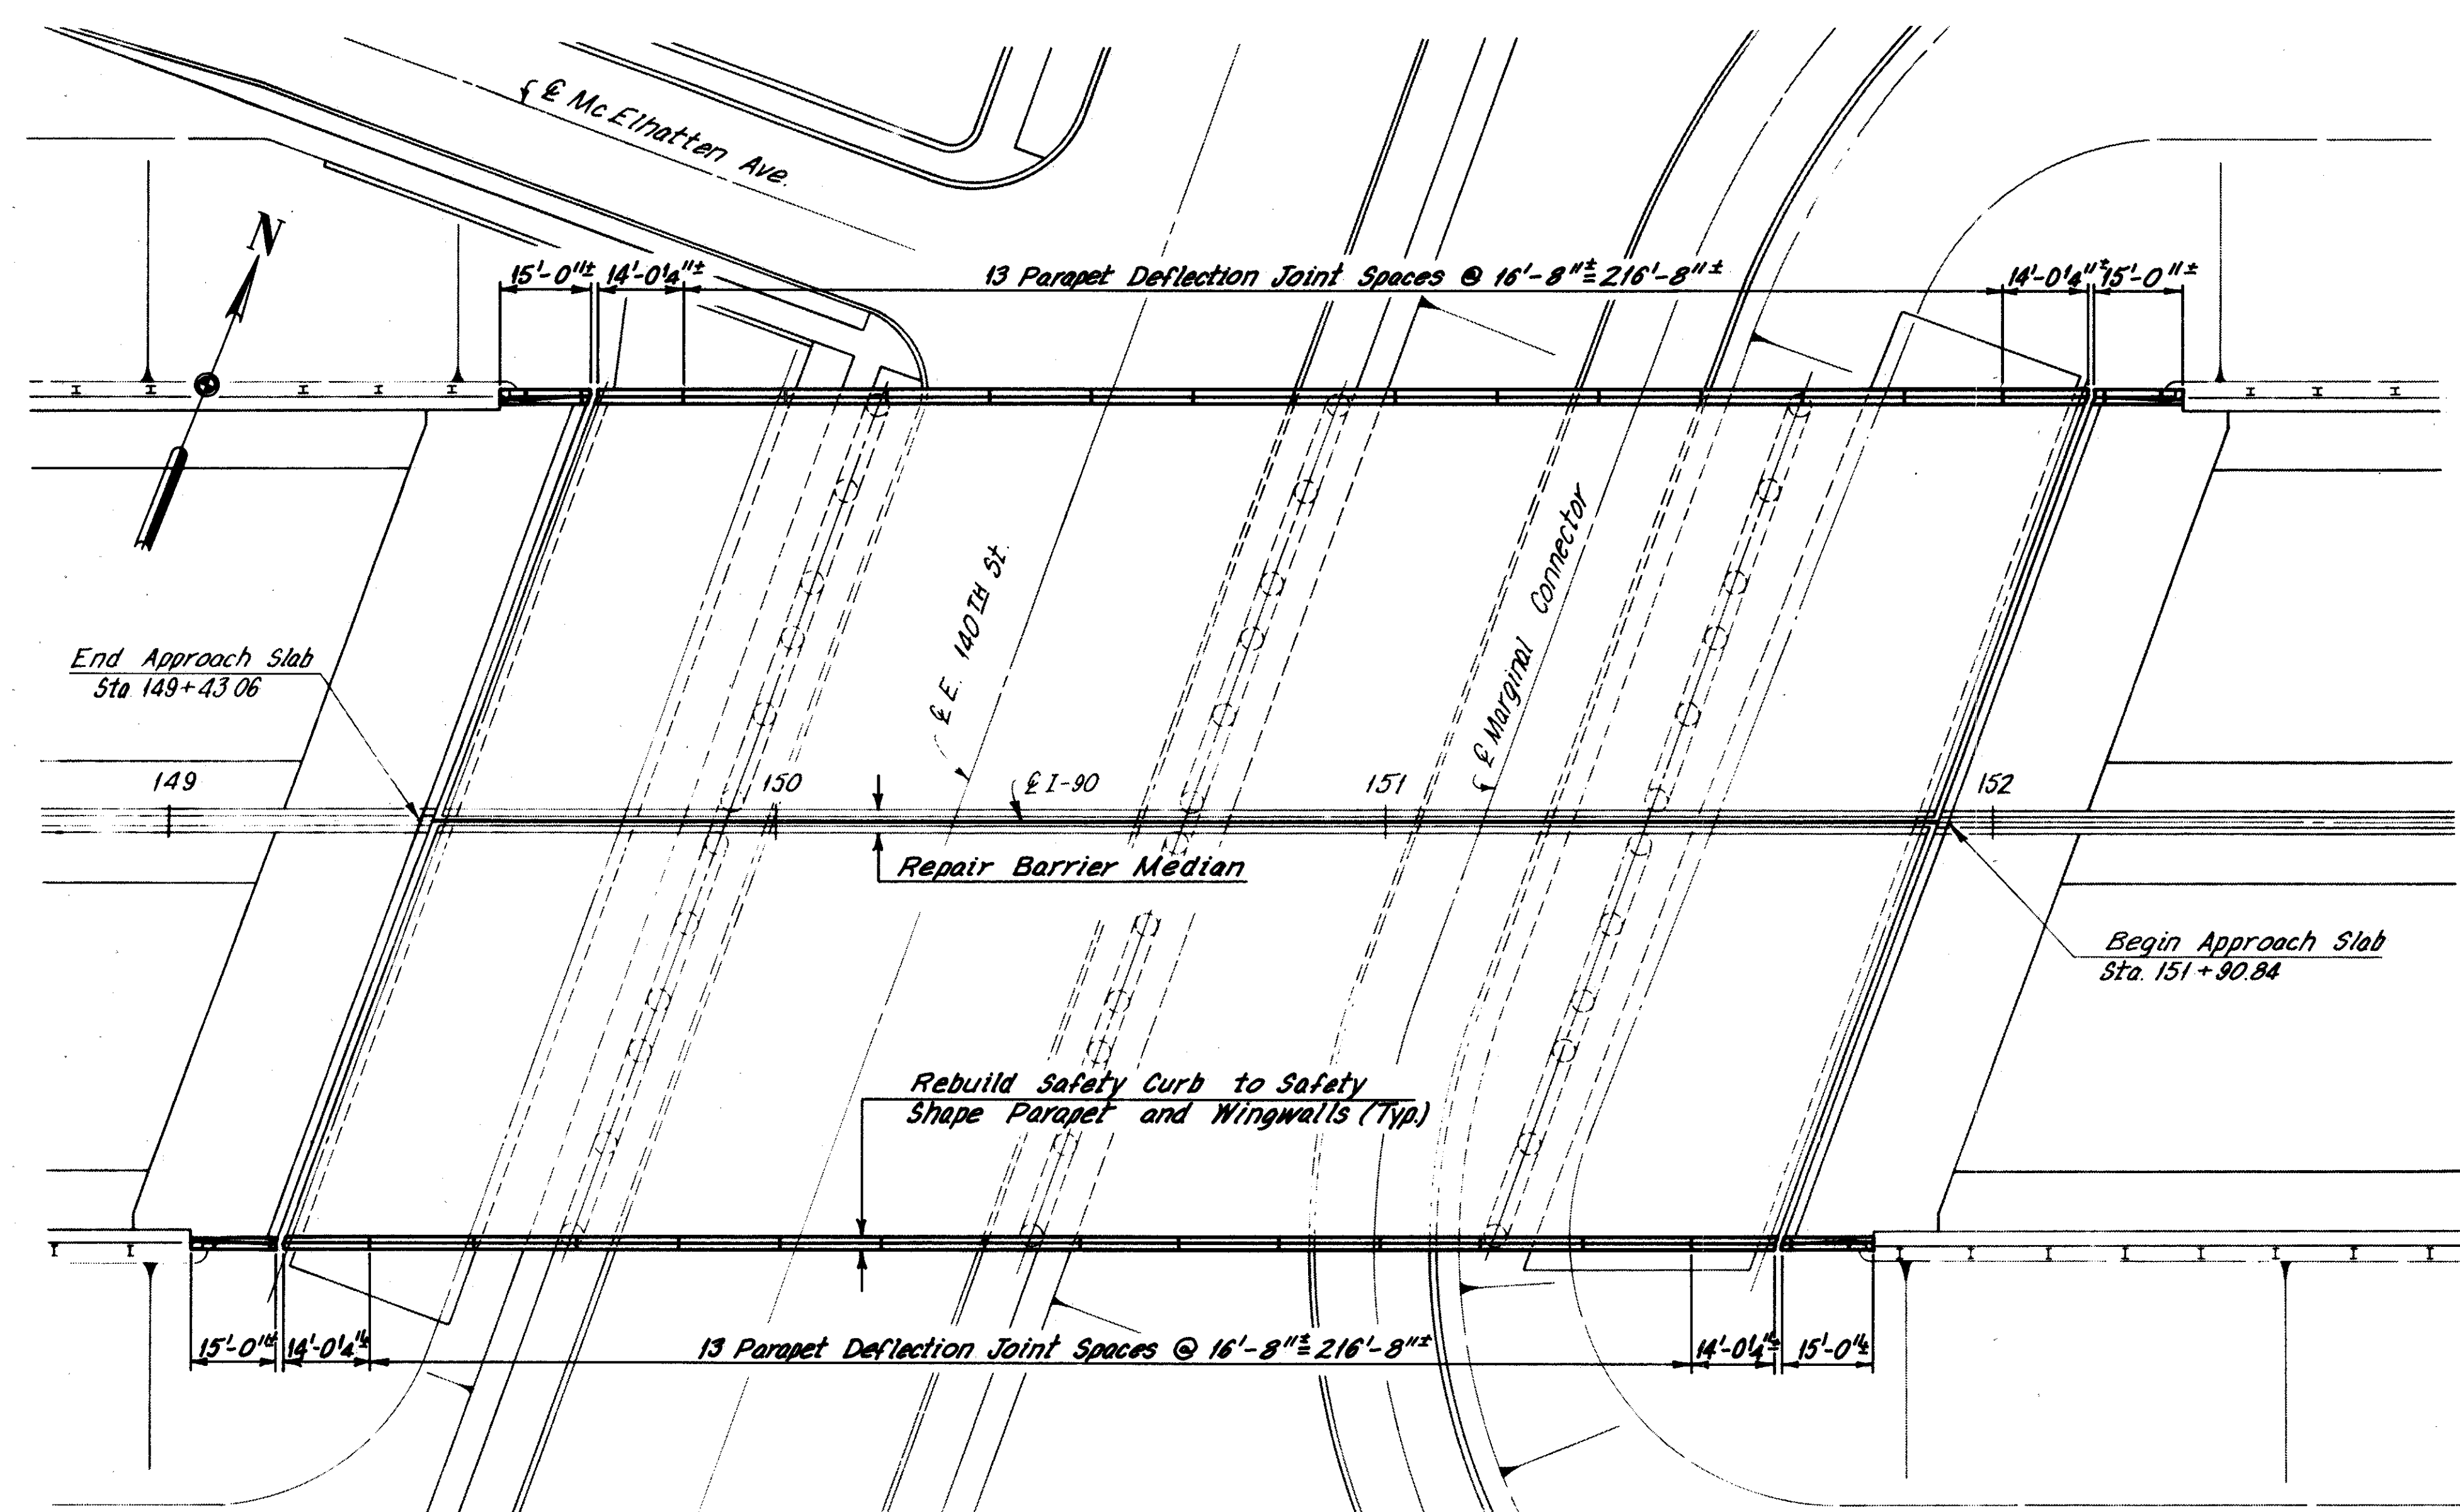 ℄ Mc Elhatten Ave.
N
15'-0"± 14'-0¼"± 13 Parapet Deflection Joint Spaces @ 16'-8"± = 216'-8"± 14'-0¼"± 15'-0"±
℄ E. 140TH St.
℄ Marginal Connector
End Approach Slab
Sta. 149+43.06
149 150 ℄ I-90 151 152
Repair Barrier Median
Begin Approach Slab
Sta. 151+90.84
Rebuild Safety Curb to Safety
Shape Parapet and Wingwalls (Typ.)
15'-0"± 14'-0¼"± 13 Parapet Deflection Joint Spaces @ 16'-8"± = 216'-8"± 14'-0¼"± 15'-0"±